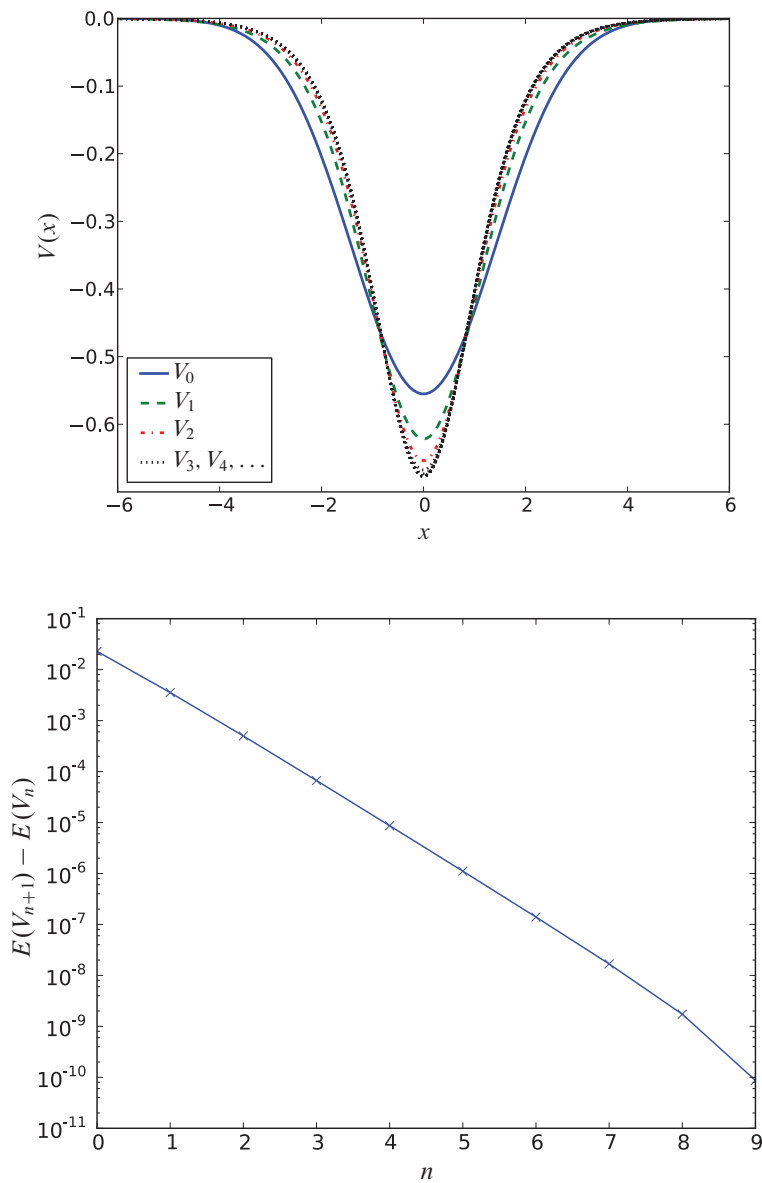 0.0
−0.1
−0.2
−0.3
−0.4
−0.5
−0.6
V(x)
V₀
V₁
V₂
V₃, V₄, . . .
−6 −4 −2 0 2 4 6
x
10⁻¹
10⁻²
10⁻³
10⁻⁴
10⁻⁵
10⁻⁶
10⁻⁷
10⁻⁸
10⁻⁹
10⁻¹⁰
10⁻¹¹
E(Vₙ₊₁) − E(Vₙ)
0 1 2 3 4 5 6 7 8 9
n